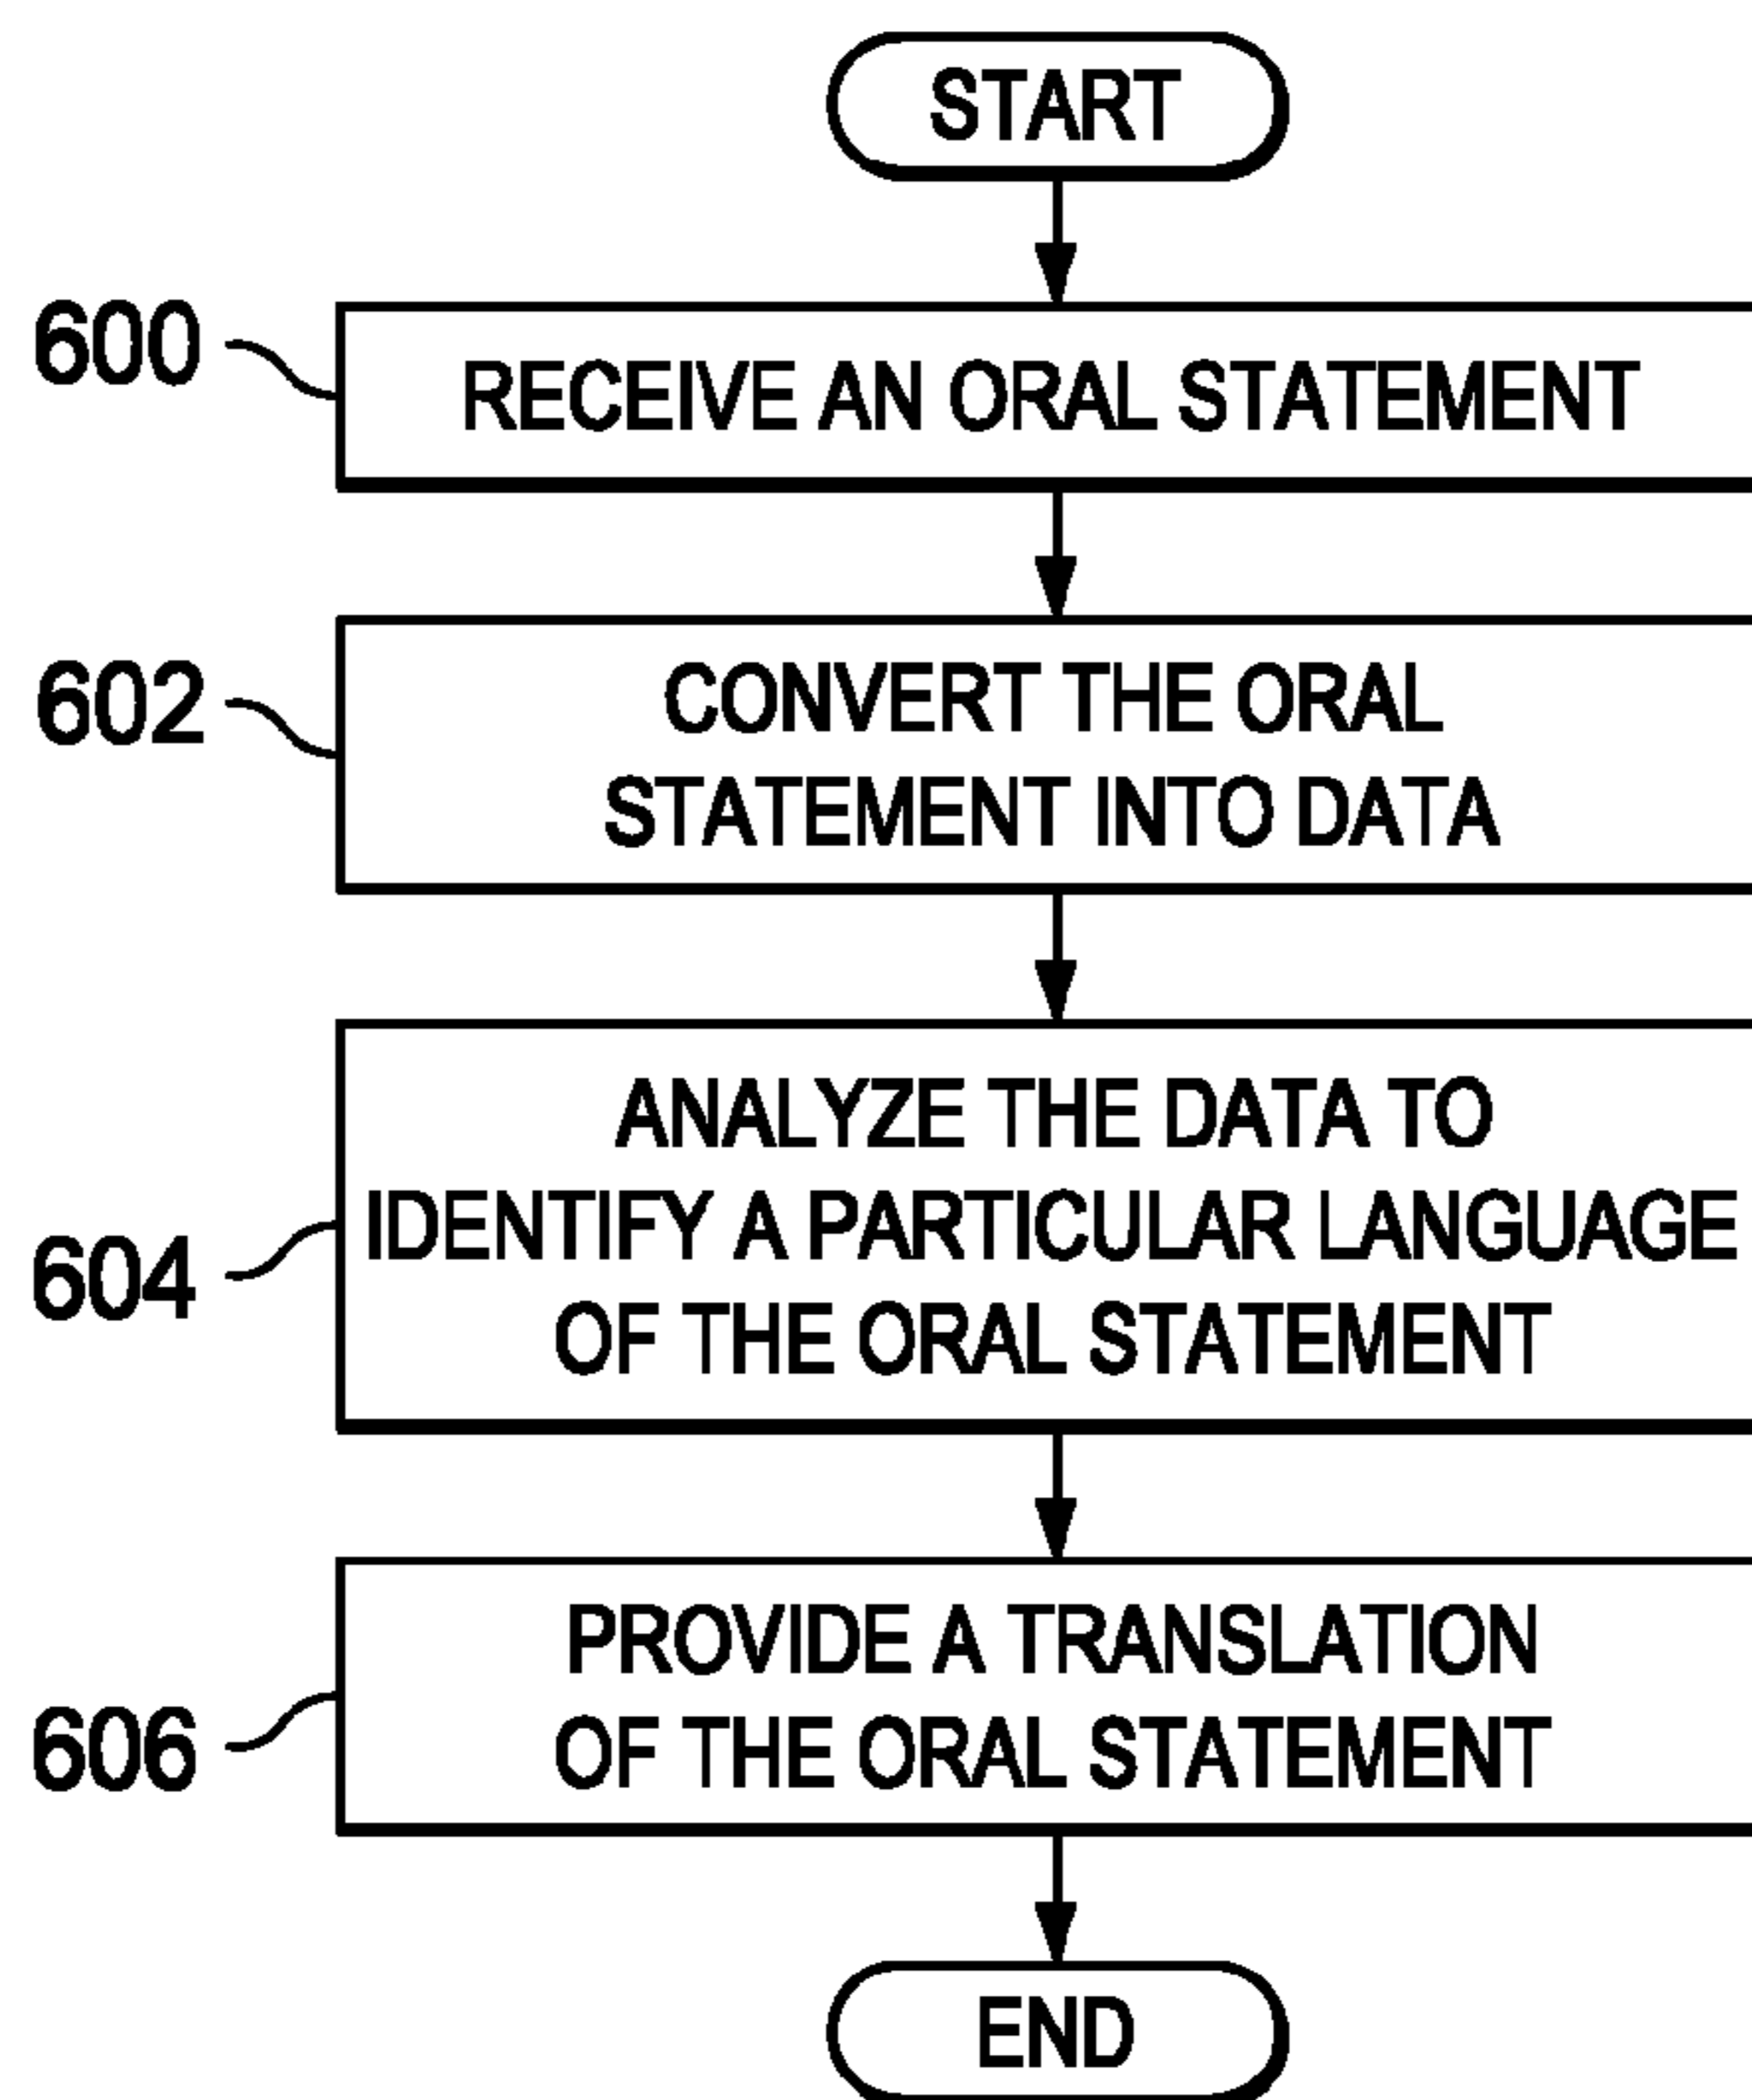 START
600
RECEIVE AN ORAL STATEMENT
602
CONVERT THE ORAL
STATEMENT INTO DATA
ANALYZE THE DATA TO
IDENTIFY A PARTICULAR LANGUAGE
604
OF THE ORAL STATEMENT
PROVIDE A TRANSLATION
606
OF THE ORAL STATEMENT
END